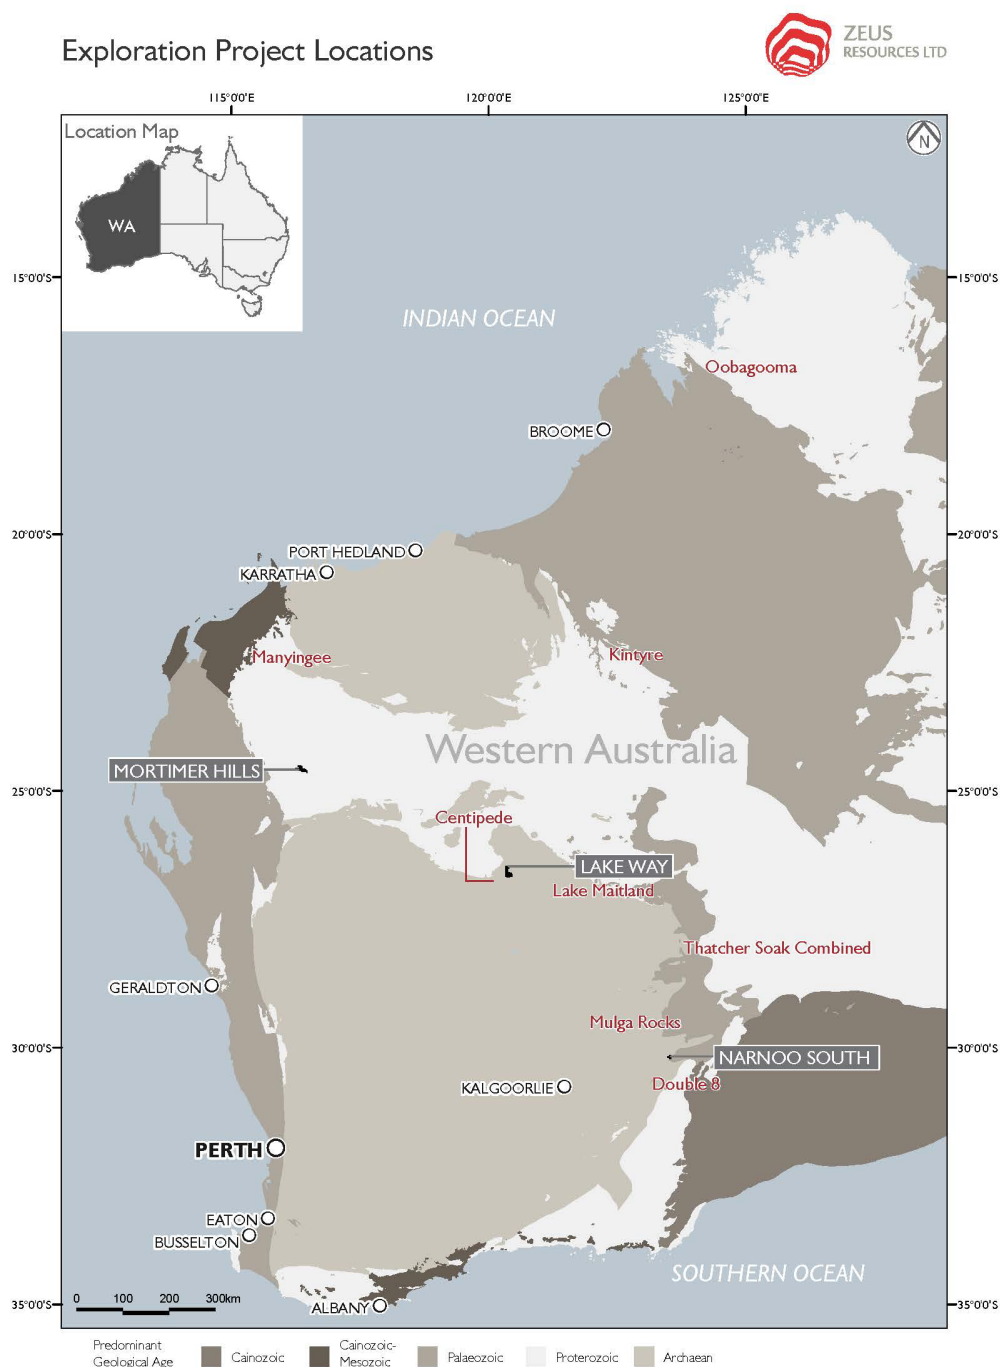 Exploration Project Locations
ZEUS
RESOURCES LTD
115°0'0"E
120°0'0"E
125°0'0"E
Location Map
WA
N
15°0'0"S
15°0'0"S
INDIAN OCEAN
Oobagooma
BROOME
20°0'0"S
20°0'0"S
PORT HEDLAND
KARRATHA
Manyingee
Kintyre
Western Australia
MORTIMER HILLS
25°0'0"S
25°0'0"S
Centipede
LAKE WAY
Lake Maitland
Thatcher Soak Combined
GERALDTON
Mulga Rocks
30°0'0"S
30°0'0"S
NARNOO SOUTH
Double 8
KALGOORLIE
PERTH
EATON
BUSSELTON
SOUTHERN OCEAN
0 100 200 300km
ALBANY
35°0'0"S
35°0'0"S
Predominant
Geological Age
Cainozoic
Cainozoic-
Mesozoic
Palaeozoic
Proterozoic
Archaean